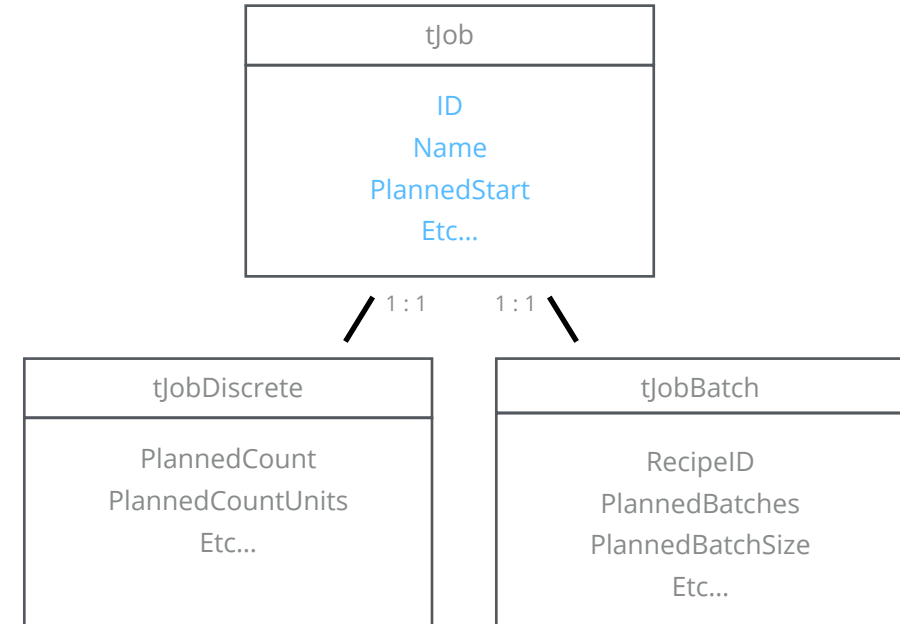 tJob
ID
Name
PlannedStart
Etc...
1 : 1
1 : 1
tJobDiscrete
PlannedCount
PlannedCountUnits
Etc...
tJobBatch
RecipeID
PlannedBatches
PlannedBatchSize
Etc...